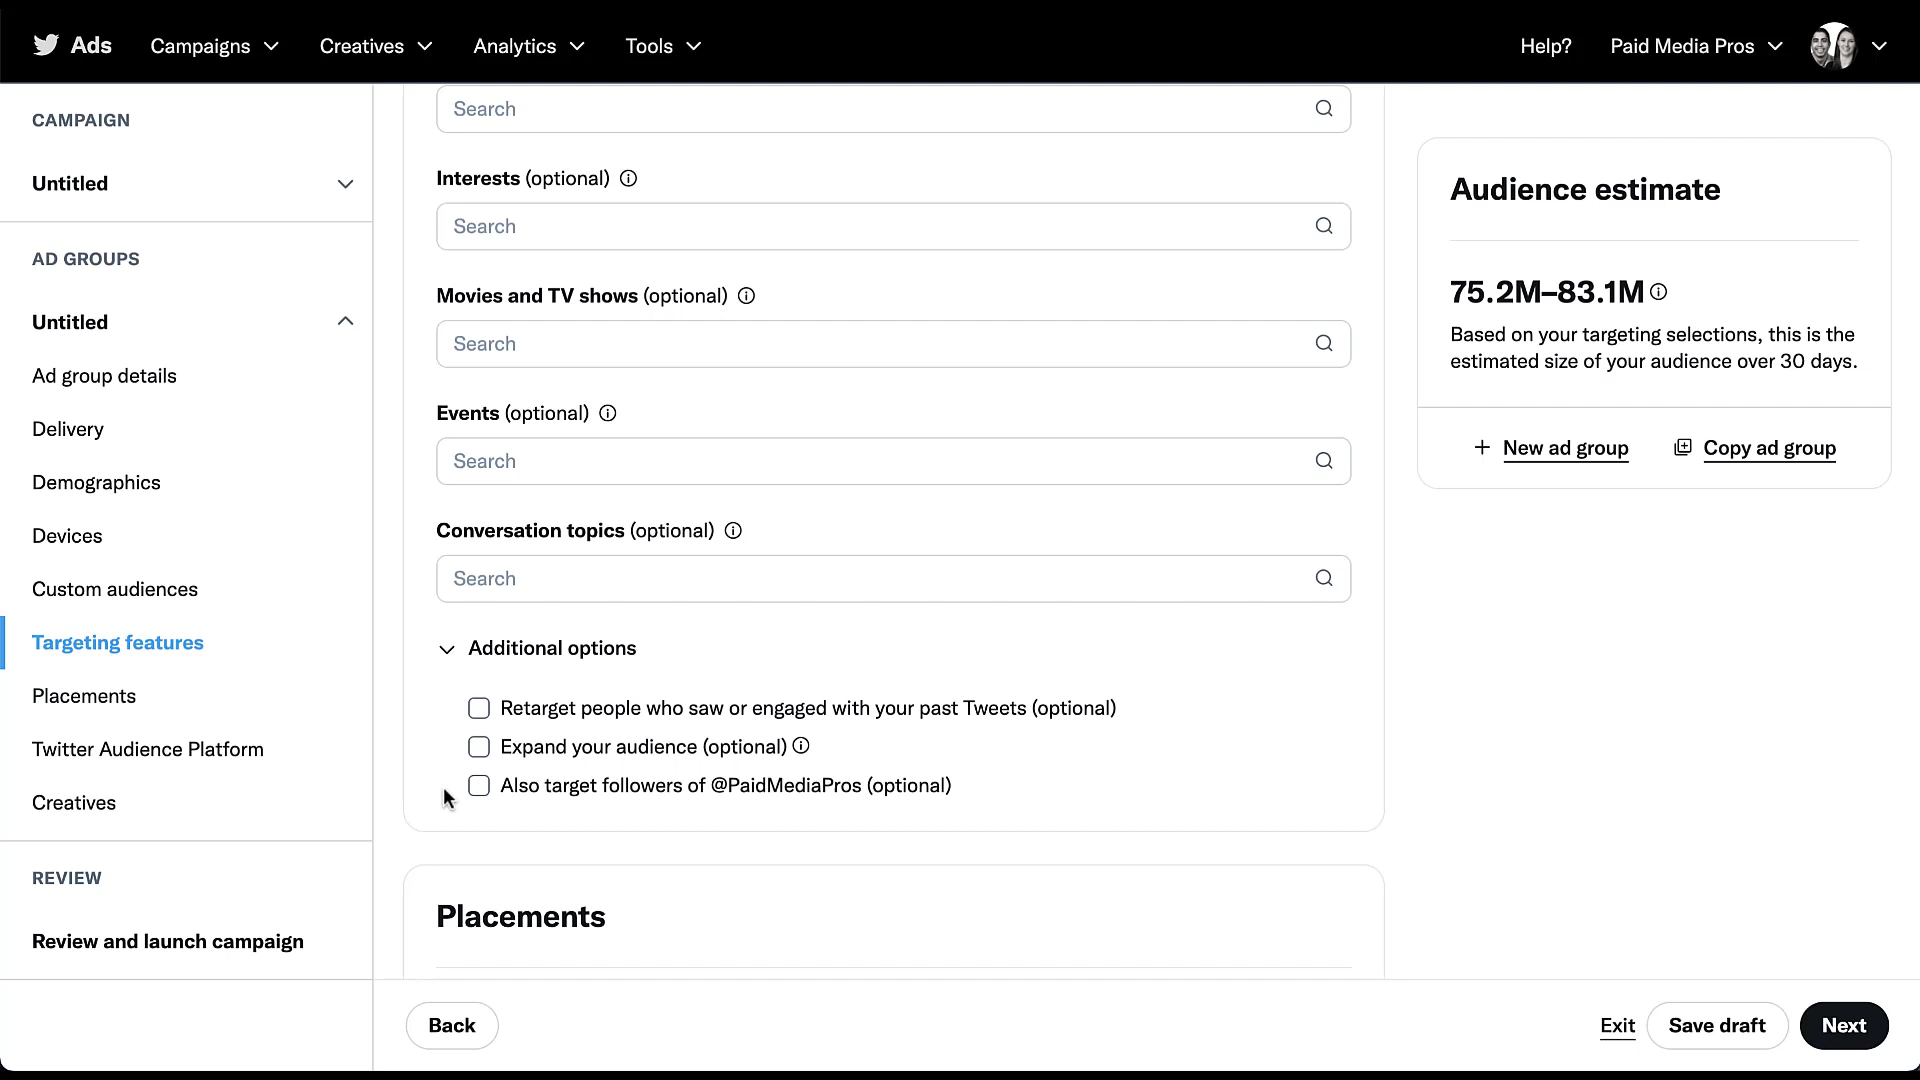 Ads
Campaigns
Creatives
Analytics
Tools
Help?
Paid Media Pros
CAMPAIGN
Untitled
AD GROUPS
Untitled
Ad group details
Delivery
Demographics
Devices
Custom audiences
Targeting features
Placements
Twitter Audience Platform
Creatives
REVIEW
Review and launch campaign
Search
Interests (optional)
Search
Movies and TV shows (optional)
Search
Events (optional)
Search
Conversation topics (optional)
Search
Additional options
Retarget people who saw or engaged with your past Tweets (optional)
Expand your audience (optional)
Also target followers of @PaidMediaPros (optional)
Placements
Audience estimate
75.2M–83.1M
Based on your targeting selections, this is the
estimated size of your audience over 30 days.
New ad group
Copy ad group
Back
Exit
Save draft
Next